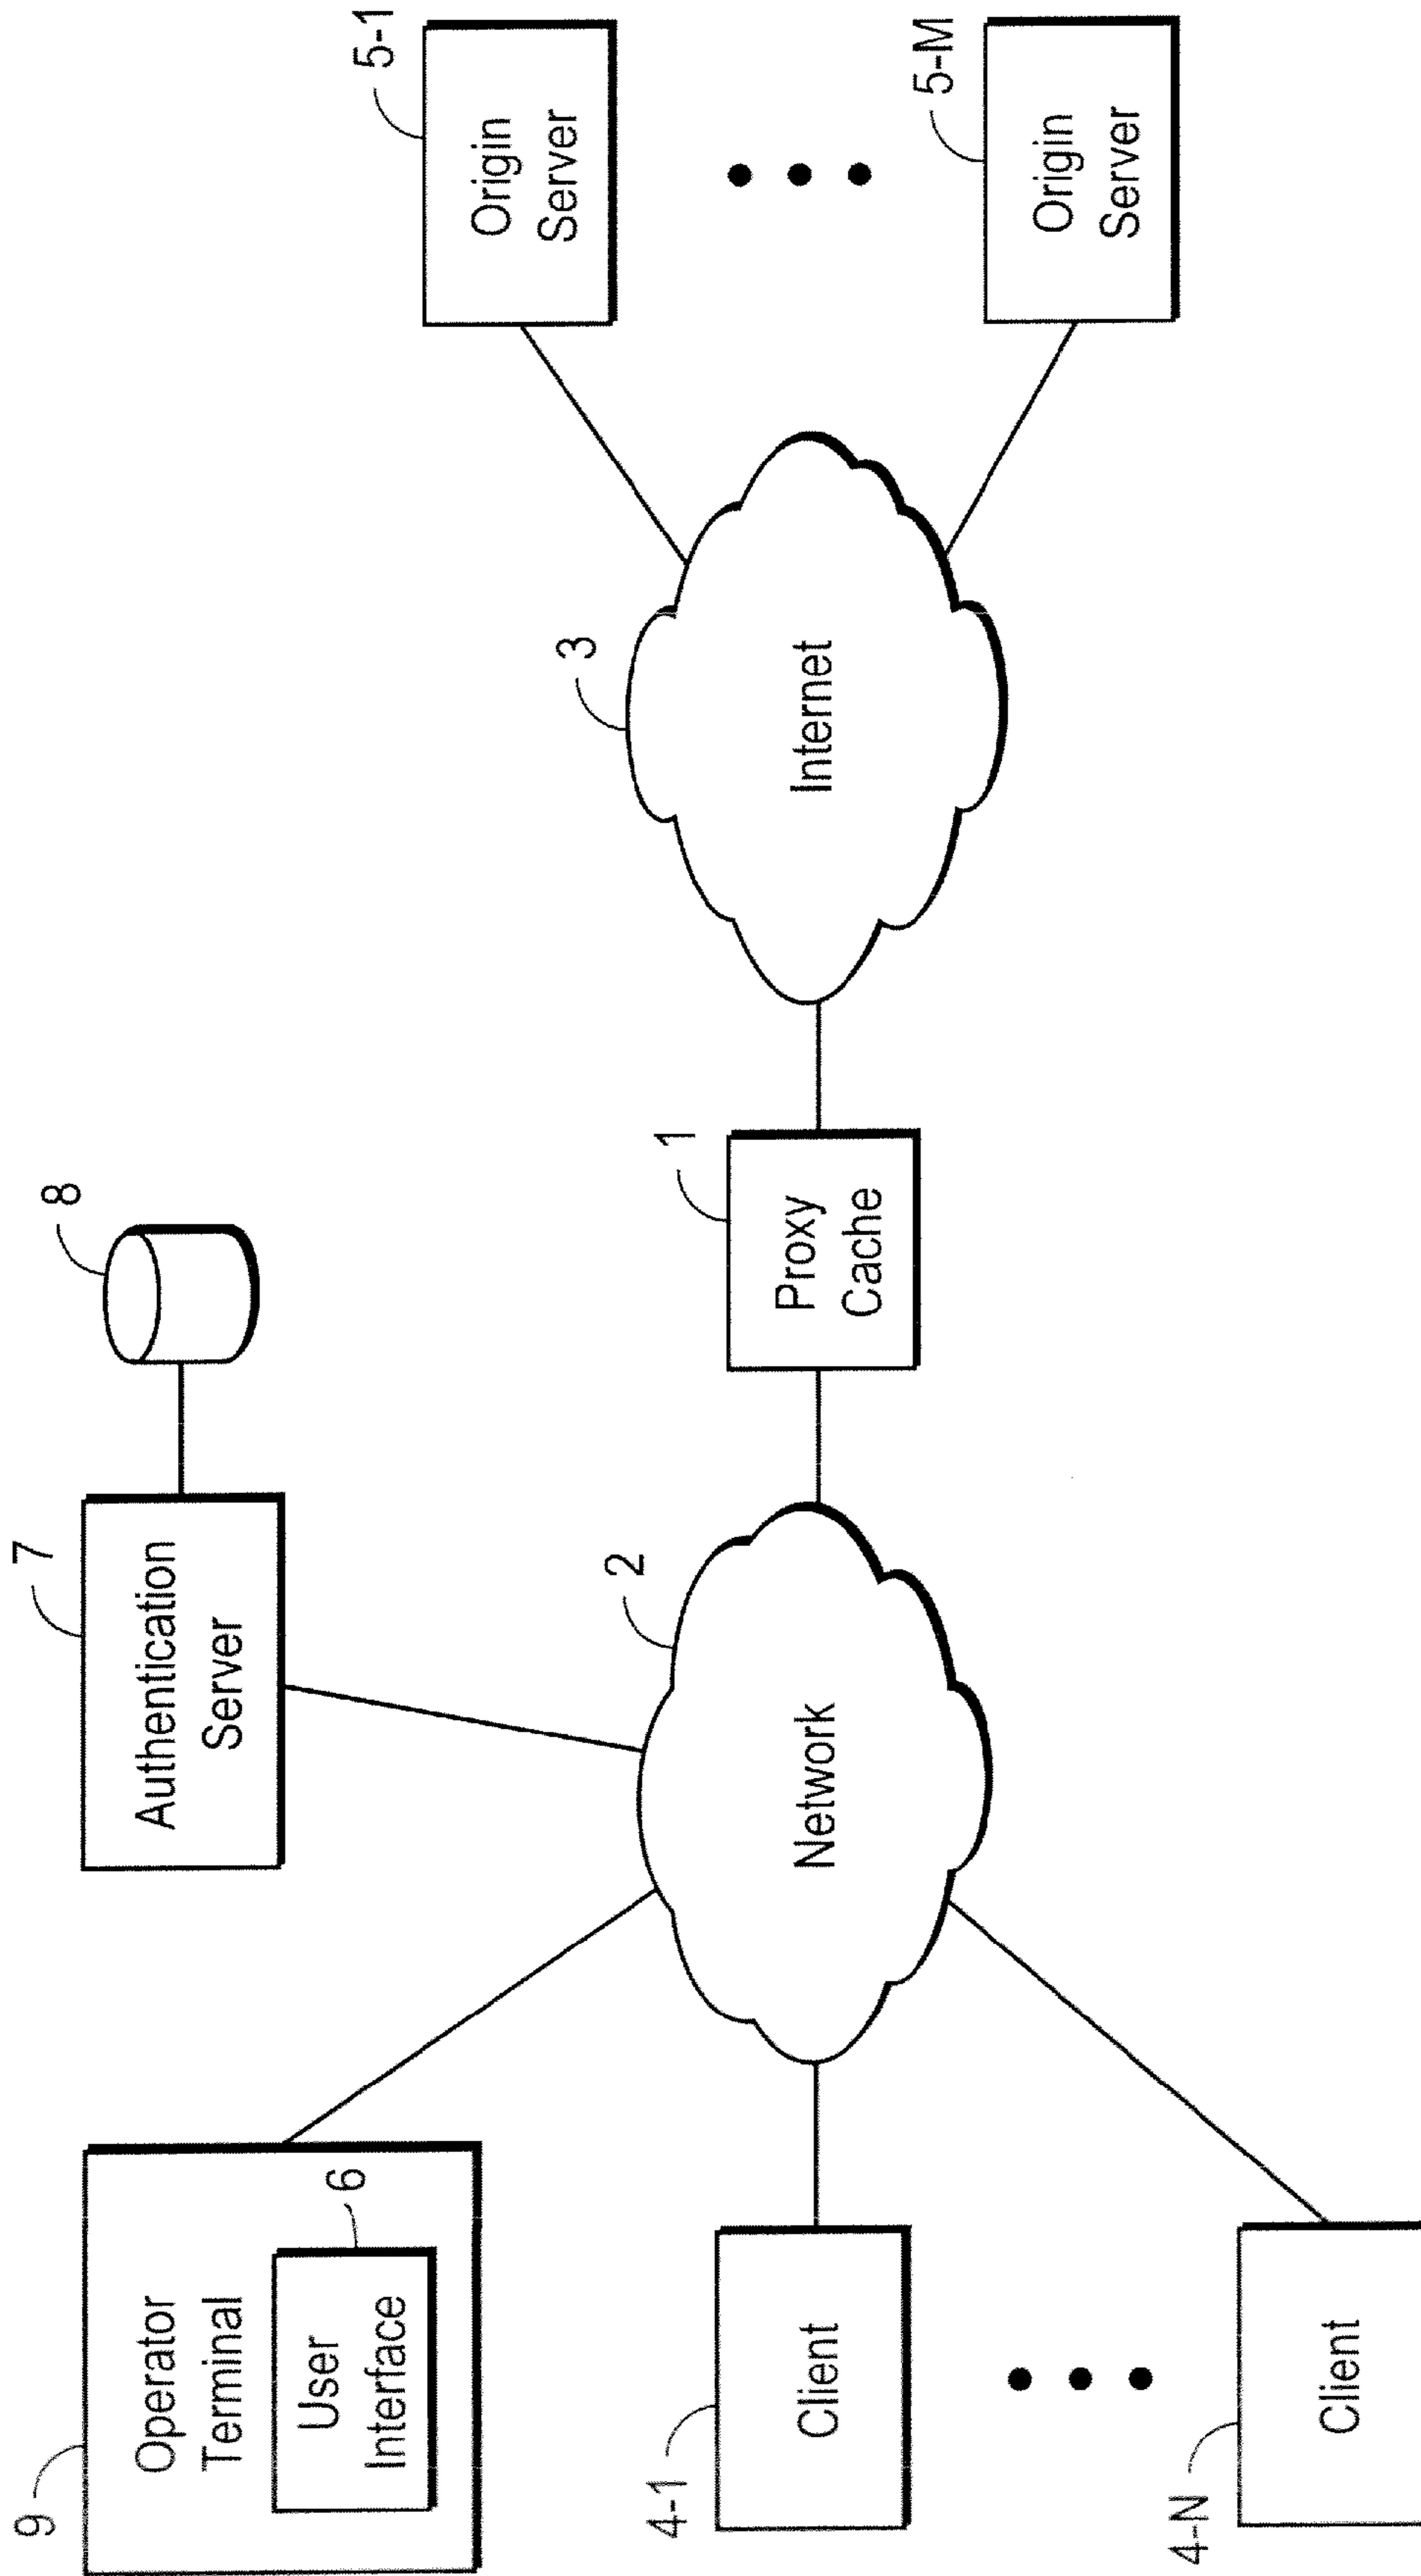 9
Operator
Terminal
6
User
Interface
7
Authentication
Server
8
4-1
Client
4-N
Client
2
Network
1
Proxy
Cache
3
Internet
5-1
Origin
Server
5-M
Origin
Server